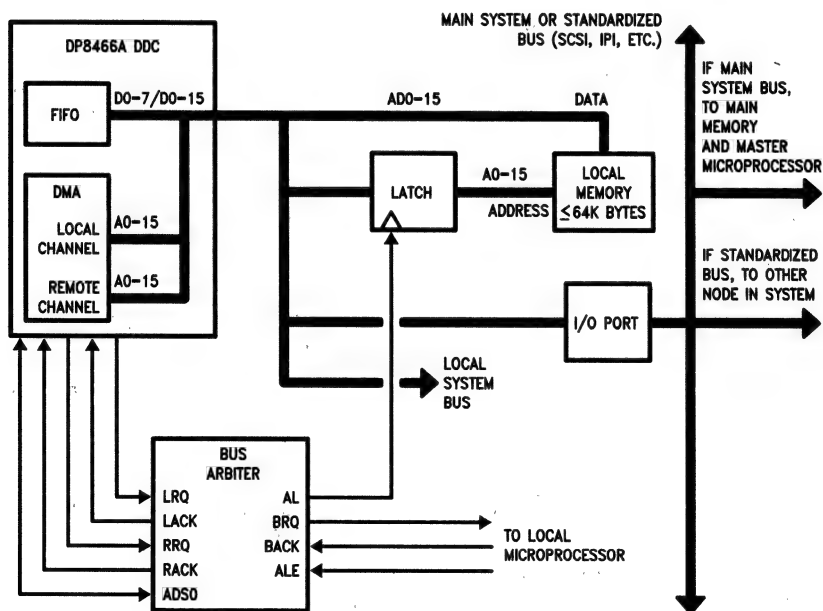 MAIN SYSTEM OR STANDARDIZED
BUS (SCSI, IPI, ETC.)
DP8466A DDC
FIFO
D0-7/D0-15
AD0-15
DATA
IF MAIN
SYSTEM BUS,
TO MAIN
MEMORY
AND MASTER
MICROPROCESSOR
DMA
LOCAL
CHANNEL
A0-15
REMOTE
CHANNEL
A0-15
LATCH
A0-15
ADDRESS
LOCAL
MEMORY
≤64K BYTES
IF STANDARDIZED
BUS, TO OTHER
NODE IN SYSTEM
I/O PORT
LOCAL
SYSTEM
BUS
BUS
ARBITER
LRQ
LACK
RRQ
RACK
ADS0
AL
BRQ
BACK
ALE
TO LOCAL
MICROPROCESSOR